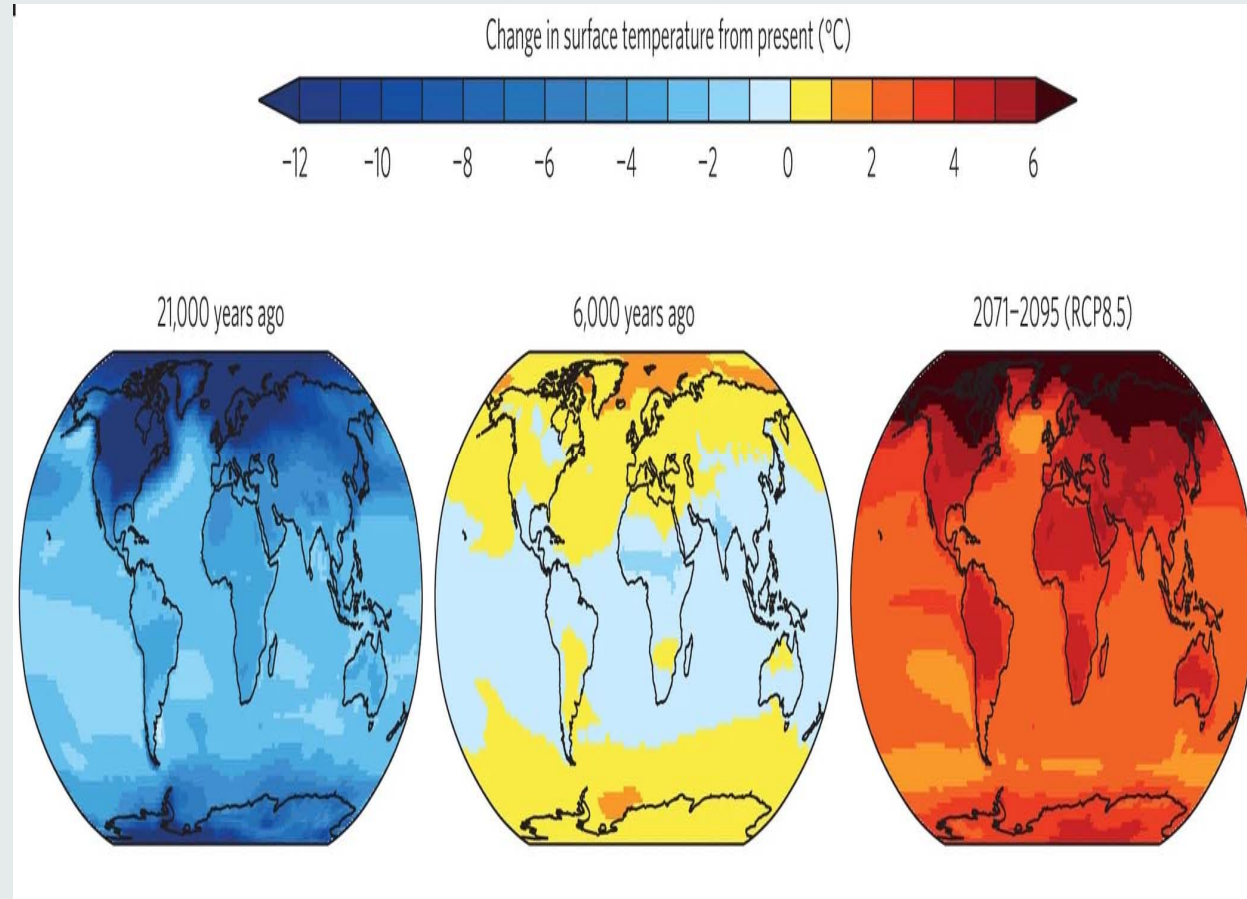 Change in surface temperature from present (°C)
−12 −10 −8 −6 −4 −2 0 2 4 6
21,000 years ago 6,000 years ago 2071–2095 (RCP8.5)